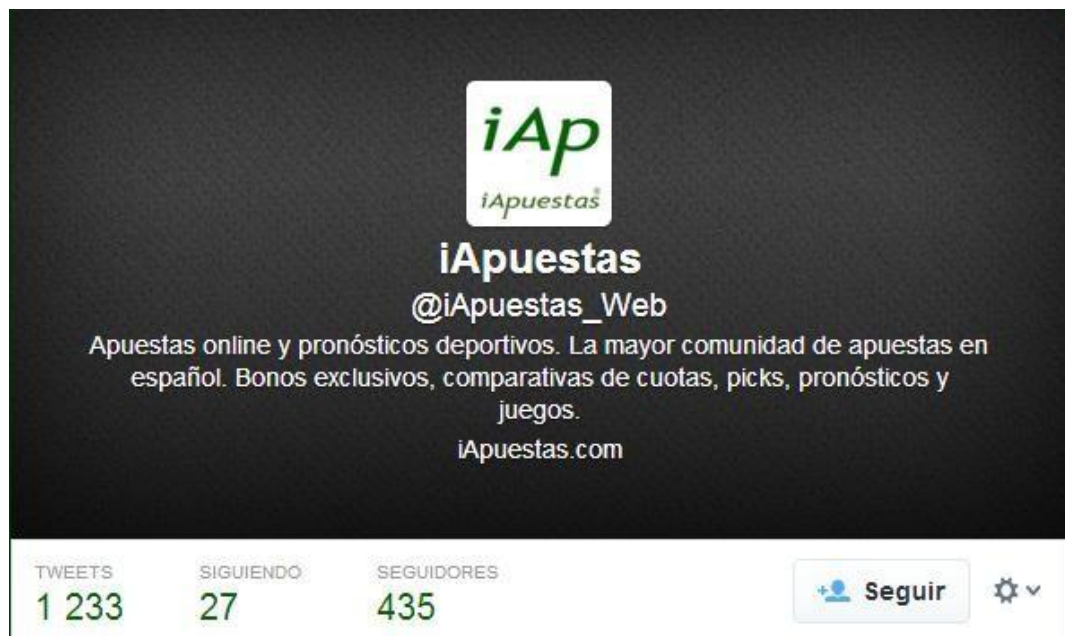 iAp
iApuestas®
iApuestas
@iApuestas_Web
Apuestas online y pronósticos deportivos. La mayor comunidad de apuestas en
español. Bonos exclusivos, comparativas de cuotas, picks, pronósticos y
juegos.
iApuestas.com
TWEETS SIGUIENDO SEGUIDORES
1 233 27 435 Seguir